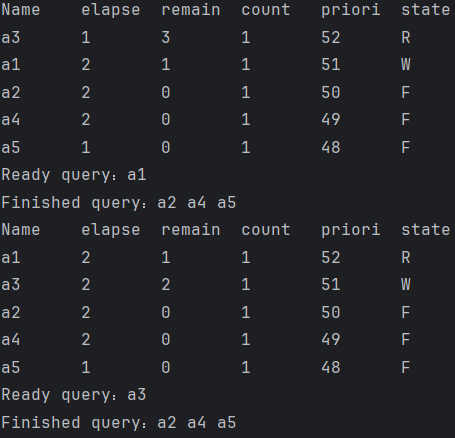 Name elapse remain count priori state
a3 1 3 1 52 R
a1 2 1 1 51 W
a2 2 0 1 50 F
a4 2 0 1 49 F
a5 1 0 1 48 F
Ready query：a1
Finished query：a2 a4 a5
Name elapse remain count priori state
a1 2 1 1 52 R
a3 2 2 1 51 W
a2 2 0 1 50 F
a4 2 0 1 49 F
a5 1 0 1 48 F
Ready query：a3
Finished query：a2 a4 a5